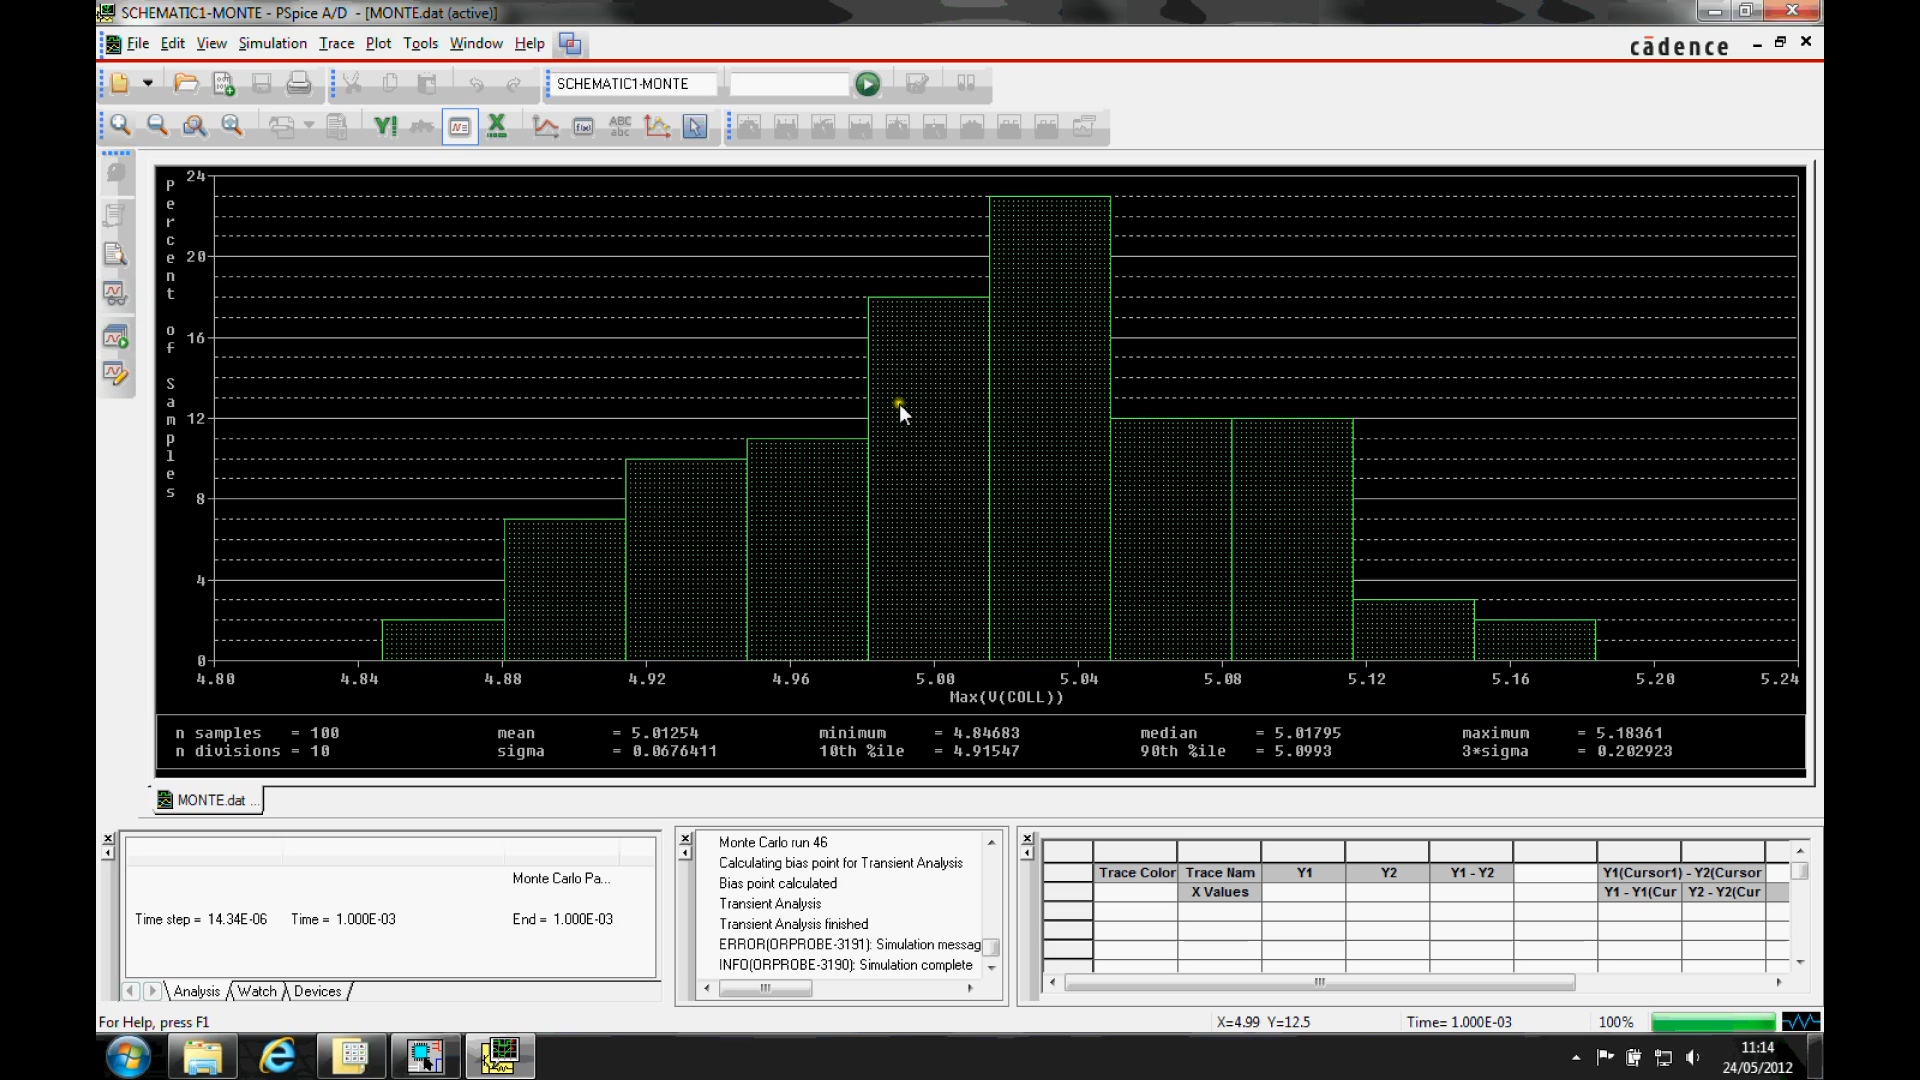 SCHEMATIC1-MONTE - PSpice A/D - [MONTE.dat (active)]
File Edit View Simulation Trace Plot Tools Window Help
cādence
SCHEMATIC1-MONTE
Percent of Samples
24
20
16
12
8
4
0
4.80 4.84 4.88 4.92 4.96 5.00 5.04 5.08 5.12 5.16 5.20 5.24
Max(V(COLL))
n samples = 100 mean = 5.01254 minimum = 4.84683 median = 5.01795 maximum = 5.18361
n divisions = 10 sigma = 0.0676411 10th %ile = 4.91547 90th %ile = 5.0993 3*sigma = 0.202923
MONTE.dat ...
Monte Carlo Pa...
Time step = 14.34E-06 Time = 1.000E-03 End = 1.000E-03
Analysis Watch Devices
Monte Carlo run 46
Calculating bias point for Transient Analysis
Bias point calculated
Transient Analysis
Transient Analysis finished
ERROR(ORPROBE-3191): Simulation messag
INFO(ORPROBE-3190): Simulation complete
Trace Color Trace Nam Y1 Y2 Y1 - Y2 Y1(Cursor1) - Y2(Cursor
X Values Y1 - Y1(Cur Y2 - Y2(Cur
For Help, press F1
X=4.99 Y=12.5 Time= 1.000E-03 100%
11:14
24/05/2012